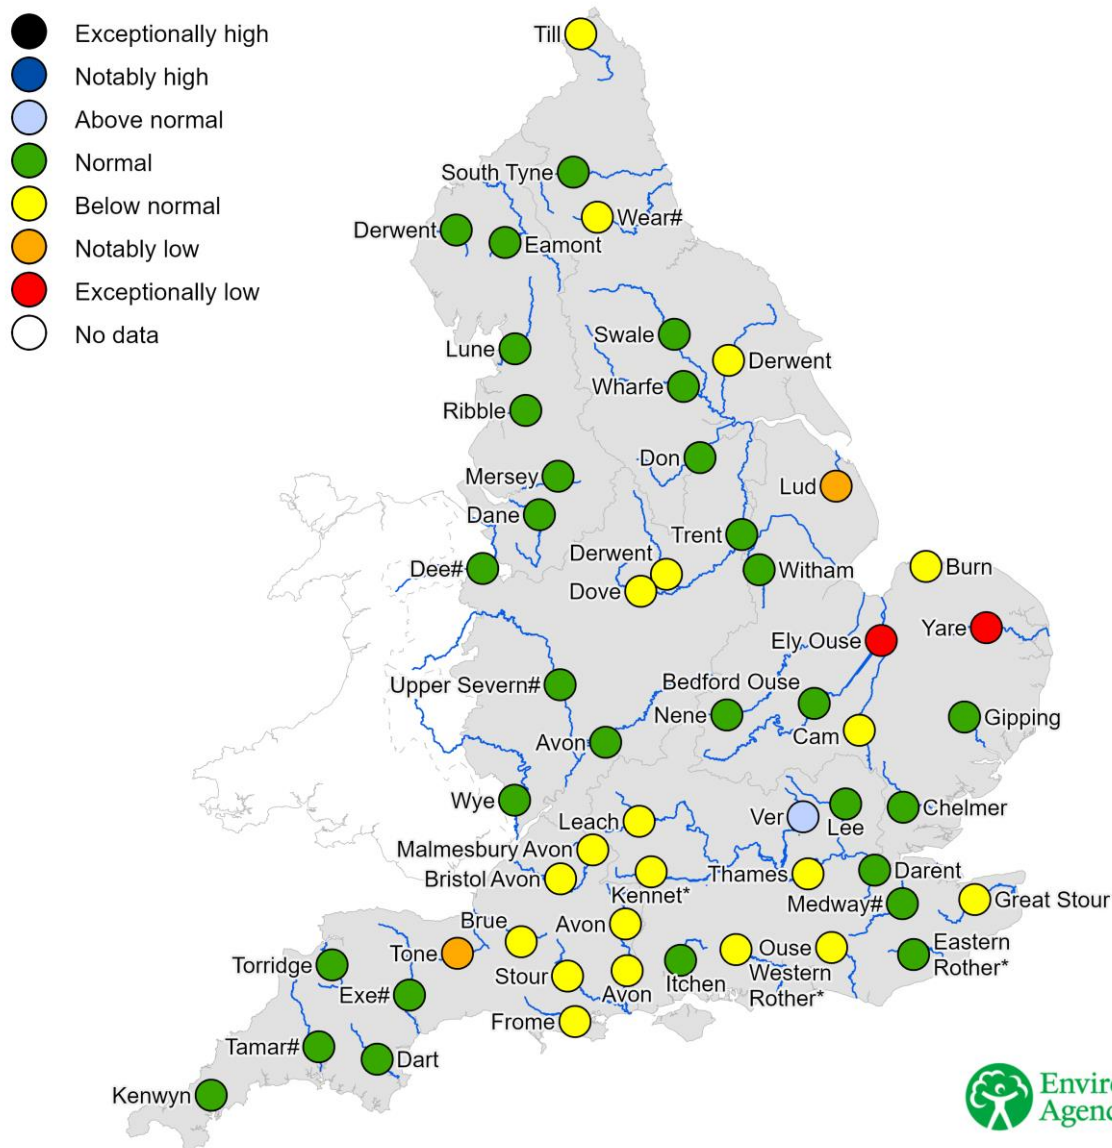 Exceptionally high
Notably high
Above normal
Normal
Below normal
Notably low
Exceptionally low
No data
Till
South Tyne
Wear#
Derwent
Eamont
Swale
Lune
Derwent
Wharfe
Ribble
Don
Mersey
Lud
Dane
Trent
Derwent
Dee#
Witham
Burn
Dove
Yare
Ely Ouse
Upper Severn#
Bedford Ouse
Nene
Gipping
Cam
Avon
Wye
Ver
Lee
Chelmer
Leach
Malmesbury Avon
Thames
Darent
Bristol Avon
Kennet*
Medway#
Great Stour
Brue
Avon
Tone
Ouse
Eastern
Rother*
Torridge
Stour
Avon
Itchen
Western
Rother*
Exe#
Frome
Tamar#
Dart
Kenwyn
Enviro
Agenc